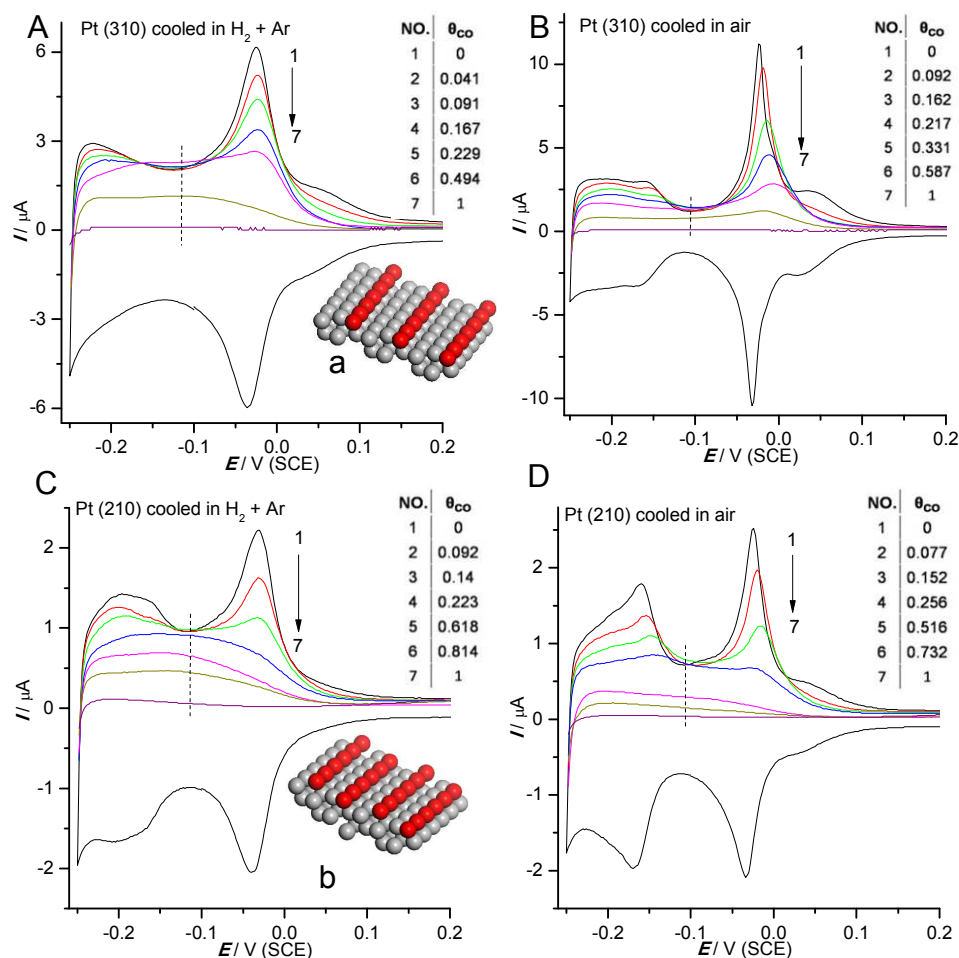 A
Pt (310) cooled in H₂ + Ar
NO. θco
1 0
2 0.041
3 0.091
4 0.167
5 0.229
6 0.494
7 1
1
7
6
3
0
-3
-6
I / μA
-0.2 -0.1 0.0 0.1 0.2
E / V (SCE)
a
B
Pt (310) cooled in air
NO. θco
1 0
2 0.092
3 0.162
4 0.217
5 0.331
6 0.587
7 1
1
7
10
5
0
-5
-10
I / μA
-0.2 -0.1 0.0 0.1 0.2
E / V (SCE)
C
Pt (210) cooled in H₂ + Ar
NO. θco
1 0
2 0.092
3 0.14
4 0.223
5 0.618
6 0.814
7 1
1
7
2
1
0
-1
-2
I / μA
-0.2 -0.1 0.0 0.1 0.2
E / V (SCE)
b
D
Pt (210) cooled in air
NO. θco
1 0
2 0.077
3 0.152
4 0.256
5 0.516
6 0.732
7 1
1
7
2
1
0
-1
-2
I / μA
-0.2 -0.1 0.0 0.1 0.2
E / V (SCE)